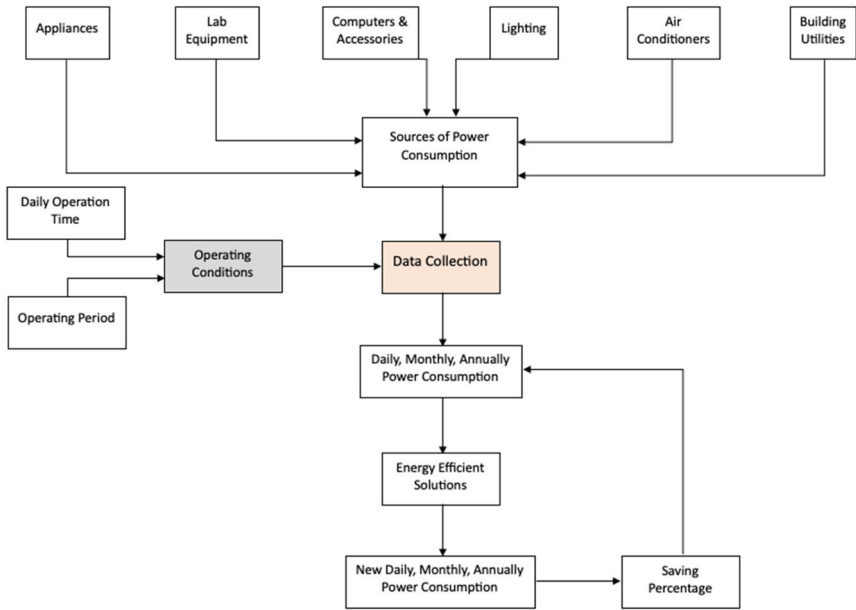 Appliances
Lab
Equipment
Computers &
Accessories
Lighting
Air
Conditioners
Building
Utilities
Sources of Power
Consumption
Daily Operation
Time
Operating
Conditions
Data Collection
Operating Period
Daily, Monthly, Annually
Power Consumption
Energy Efficient
Solutions
New Daily, Monthly, Annually
Power Consumption
Saving
Percentage